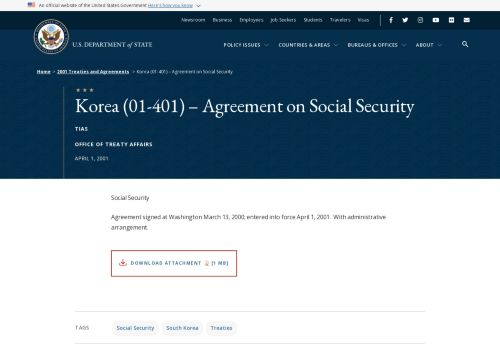 An official website of the United States Government Here's how you know
Newsroom Business Employers Job Seekers Students Travelers Visas
U.S. DEPARTMENT of STATE
POLICY ISSUES COUNTRIES & AREAS BUREAUS & OFFICES ABOUT
Home > 2001 Treaties and Agreements > Korea (01-401) – Agreement on Social Security
Korea (01-401) – Agreement on Social Security
TIAS
OFFICE OF TREATY AFFAIRS
APRIL 1, 2001
Social Security
Agreement signed at Washington March 13, 2000; entered into force April 1, 2001. With administrative
arrangement.
DOWNLOAD ATTACHMENT [1 MB]
TAGS Social Security South Korea Treaties